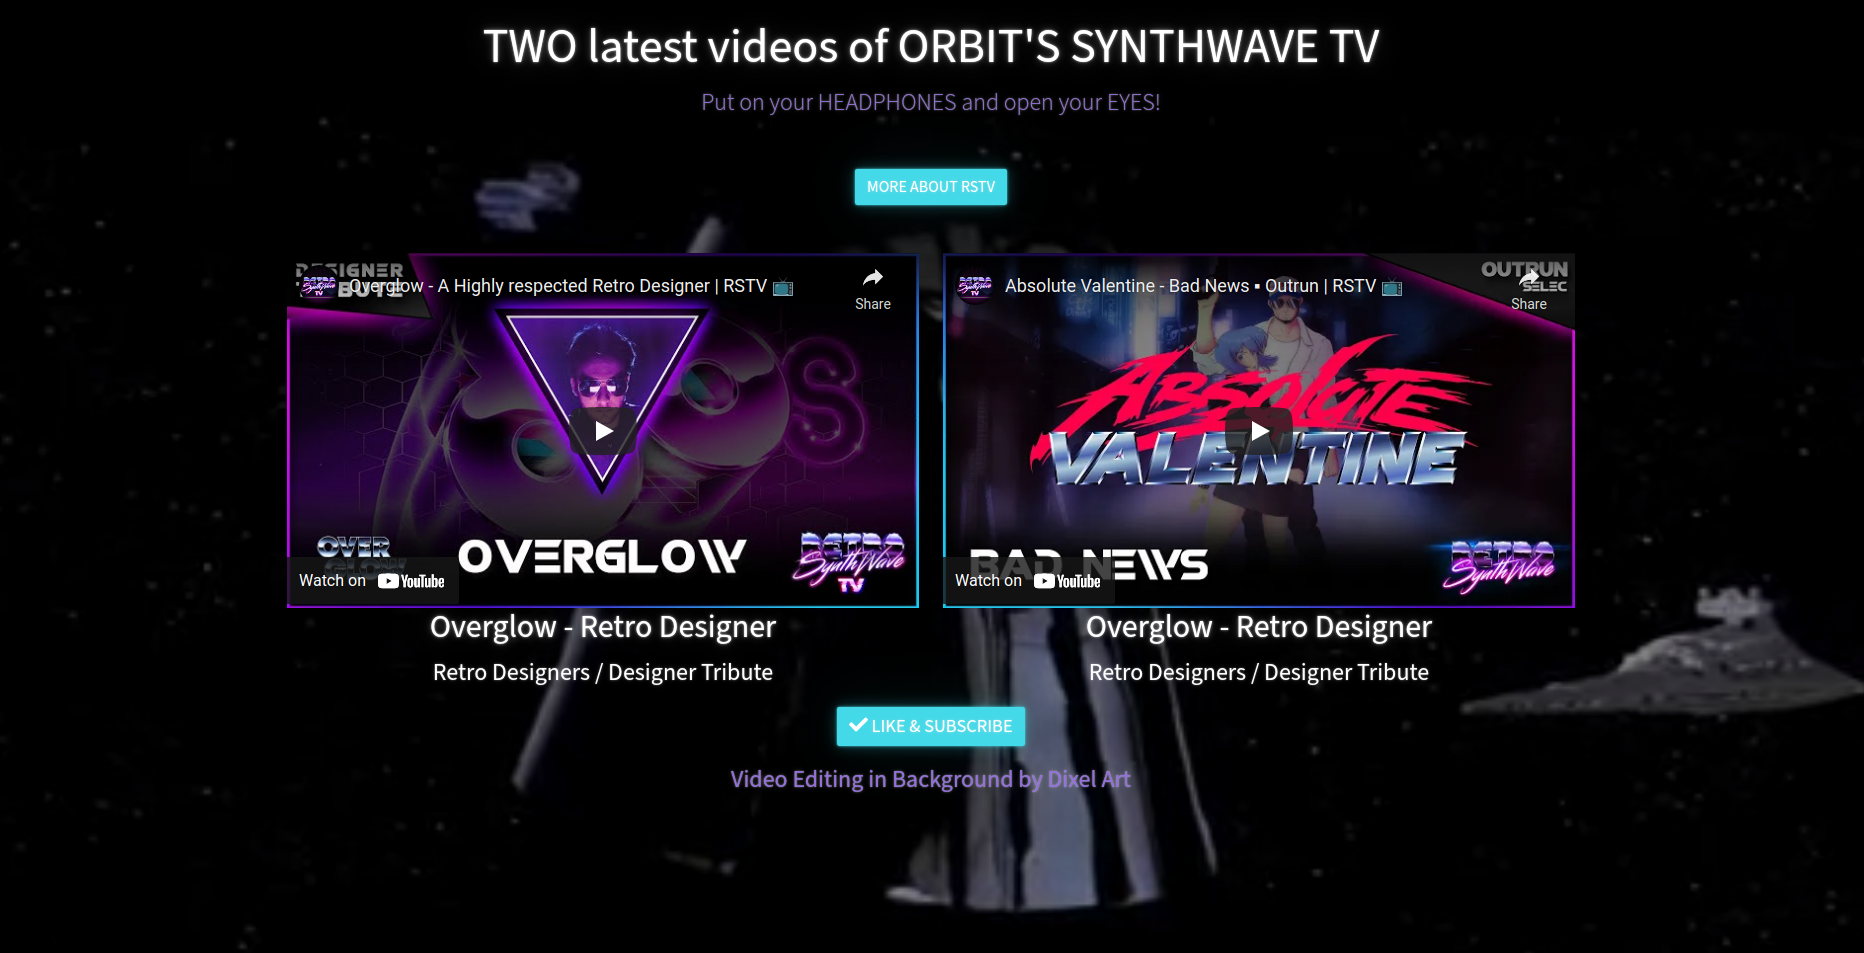 TWO latest videos of ORBIT'S SYNTHWAVE TV
Put on your HEADPHONES and open your EYES!
MORE ABOUT RSTV
DESIGNER
Overglow - A Highly respected Retro Designer | RSTV 📺
Share
OVER
GLOW
OVERGLOW
RETRO
SynthWave
TV
Watch on YouTube
OUTRUN
SELEC
Absolute Valentine - Bad News ▪ Outrun | RSTV 📺
Share
ABSOLUTE
VALENTINE
BAD NEWS
RETRO
SynthWave
Watch on YouTube
Overglow - Retro Designer
Retro Designers / Designer Tribute
Overglow - Retro Designer
Retro Designers / Designer Tribute
✔ LIKE & SUBSCRIBE
Video Editing in Background by Dixel Art